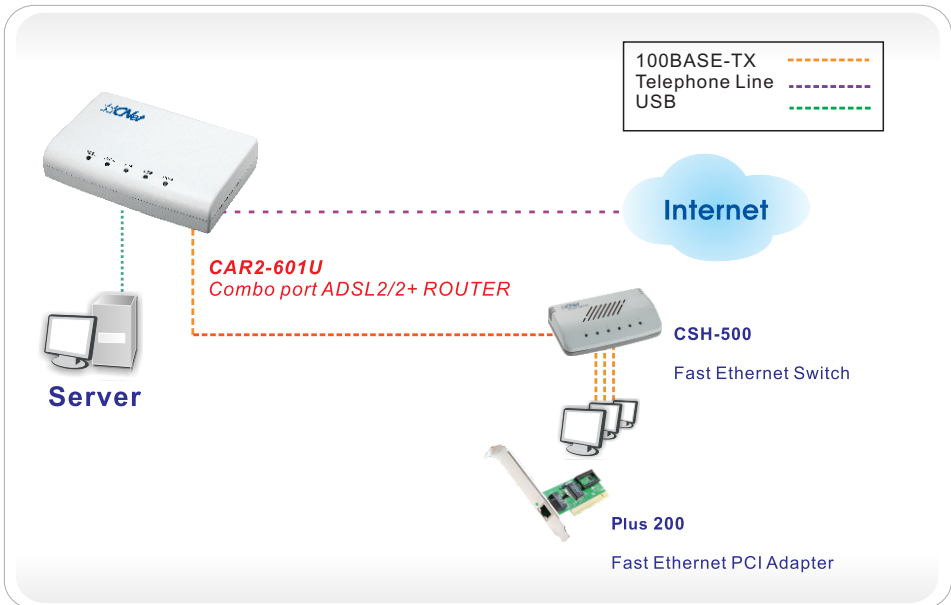 100BASE-TX
Telephone Line
USB
CNet
Internet
CAR2-601U
Combo port ADSL2/2+ ROUTER
CSH-500
Fast Ethernet Switch
Server
Plus 200
Fast Ethernet PCI Adapter